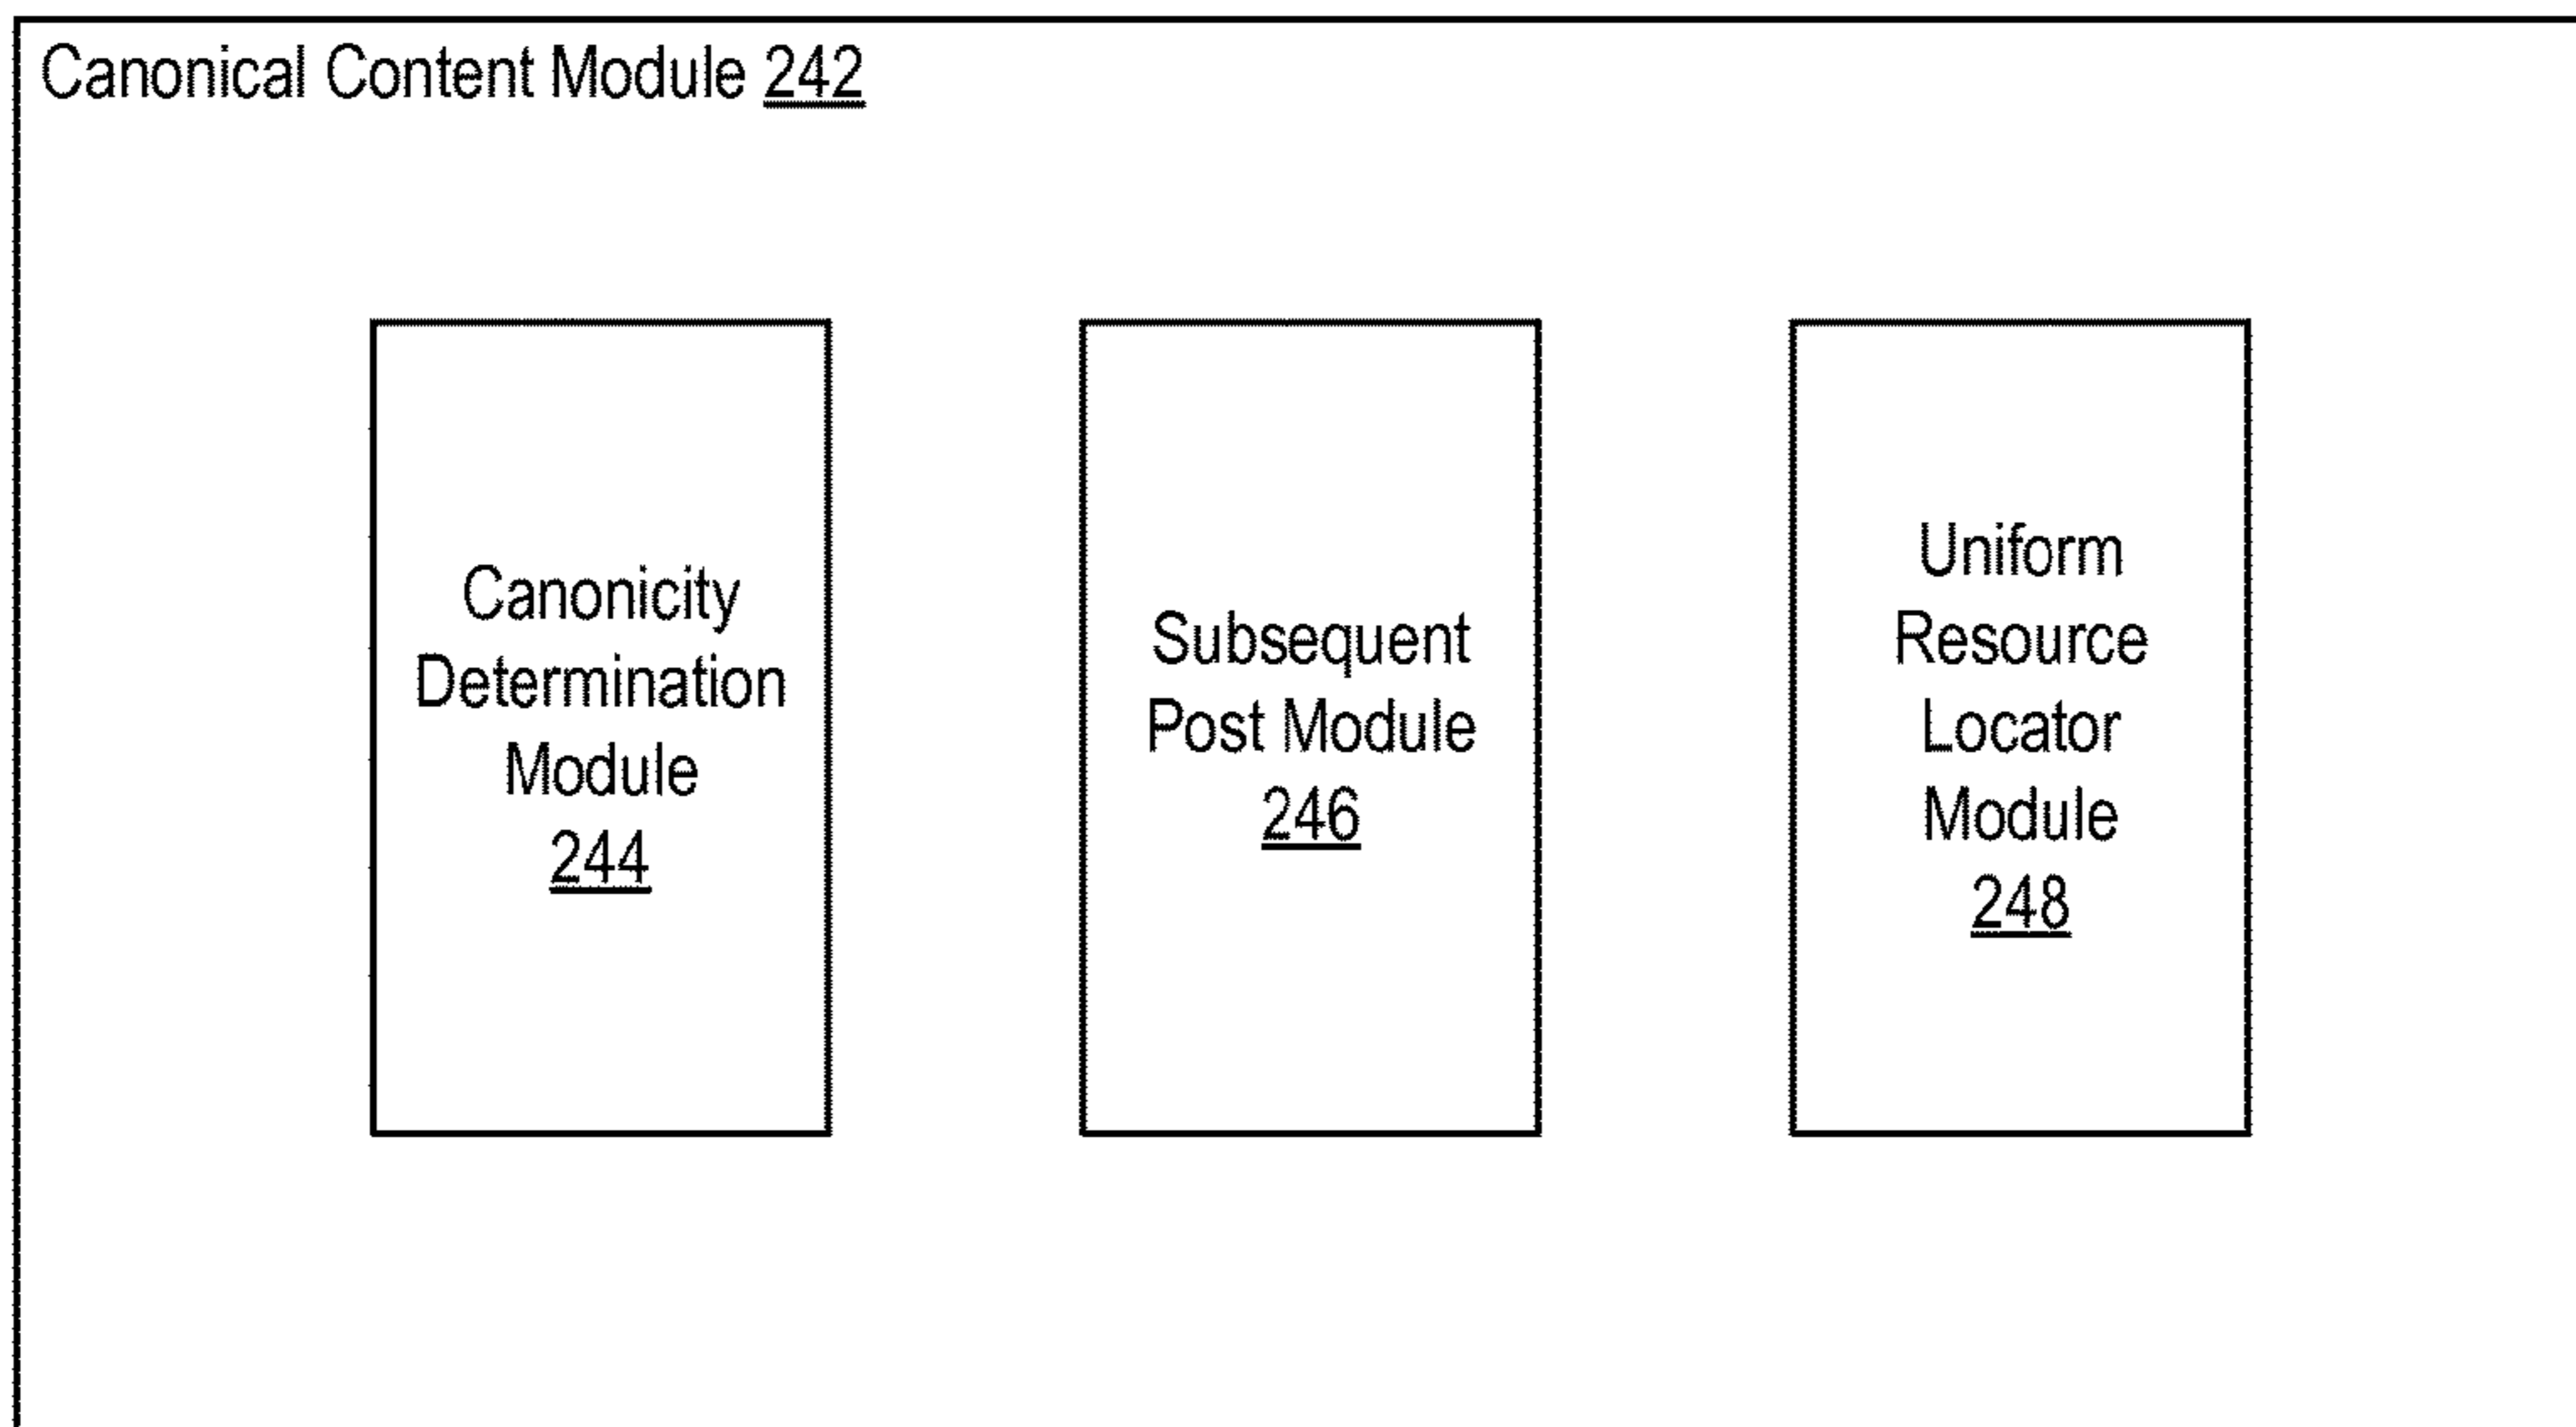 Canonical Content Module 242
Canonicity
Determination
Module
244
Subsequent
Post Module
246
Uniform
Resource
Locator
Module
248